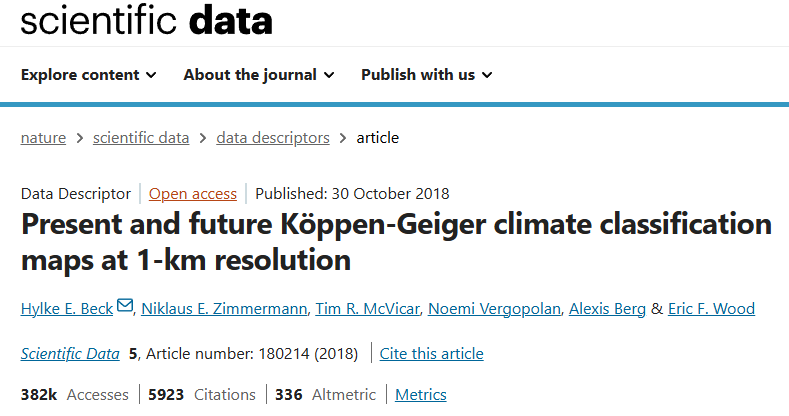 scientific data
Explore content About the journal Publish with us
nature > scientific data > data descriptors > article
Data Descriptor | Open access | Published: 30 October 2018
Present and future Köppen-Geiger climate classification
maps at 1-km resolution
Hylke E. Beck, Niklaus E. Zimmermann, Tim R. McVicar, Noemi Vergopolan, Alexis Berg & Eric F. Wood
Scientific Data 5, Article number: 180214 (2018) | Cite this article
382k Accesses | 5923 Citations | 336 Altmetric | Metrics